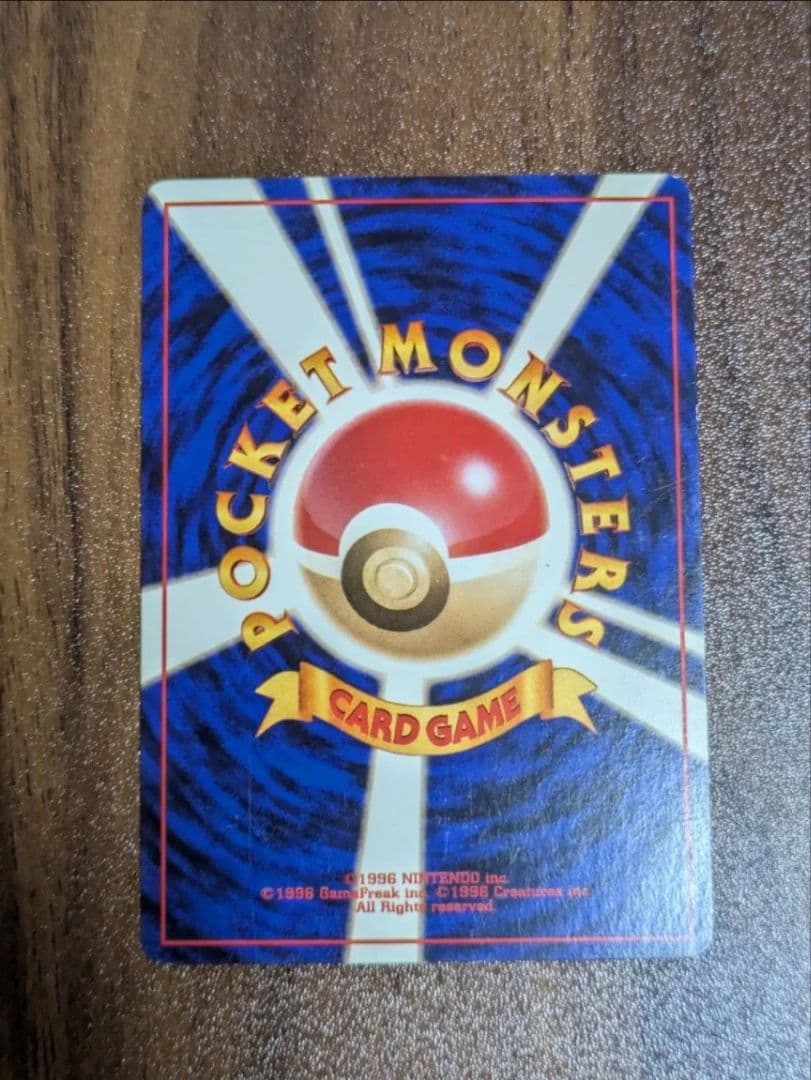 POCKET MONSTERS
CARD GAME
©1996 NINTENDO inc.
©1996 GameFreak inc. ©1996 Creatures inc.
All Rights reserved.